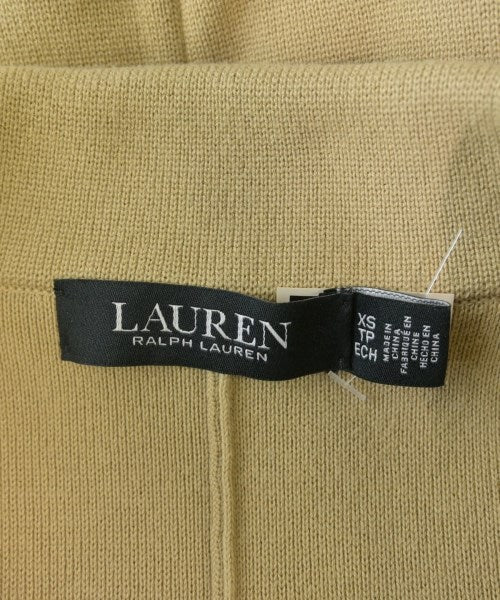 LAUREN
RALPH LAUREN
XS
TP
ECH
MADE IN
CHINA
FABRIQUÉ EN
CHINE
HECHO EN
CHINA